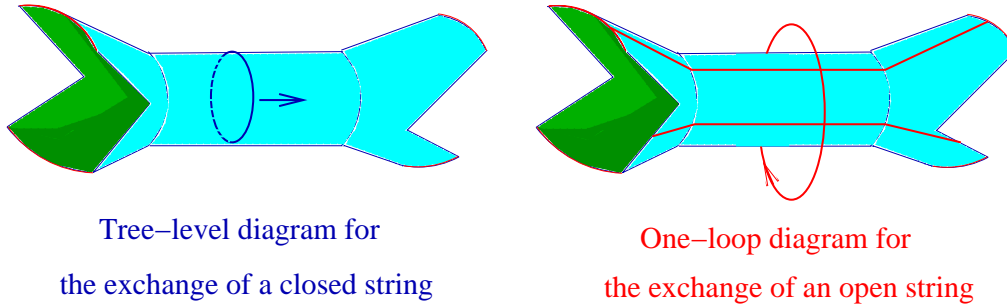 Tree−level diagram for
the exchange of a closed string
One−loop diagram for
the exchange of an open string